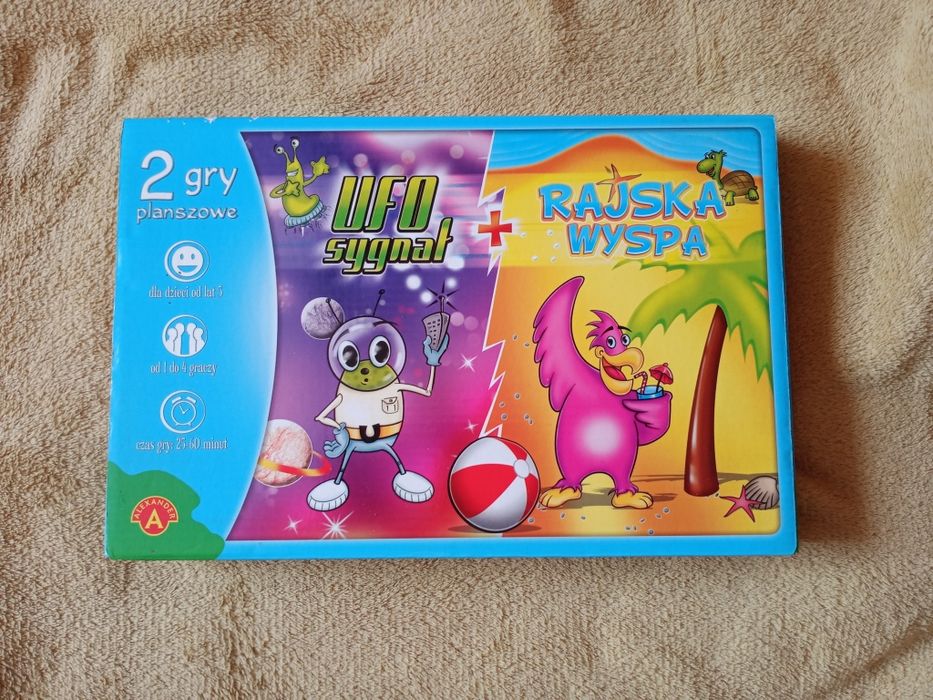 2 gry
planszowe
dla dzieci od lat 5
od 1 do 4 graczy
czas gry: 25-60 minut
ALEXANDER
A
UFO
sygnał
+
RAJSKA
WYSPA